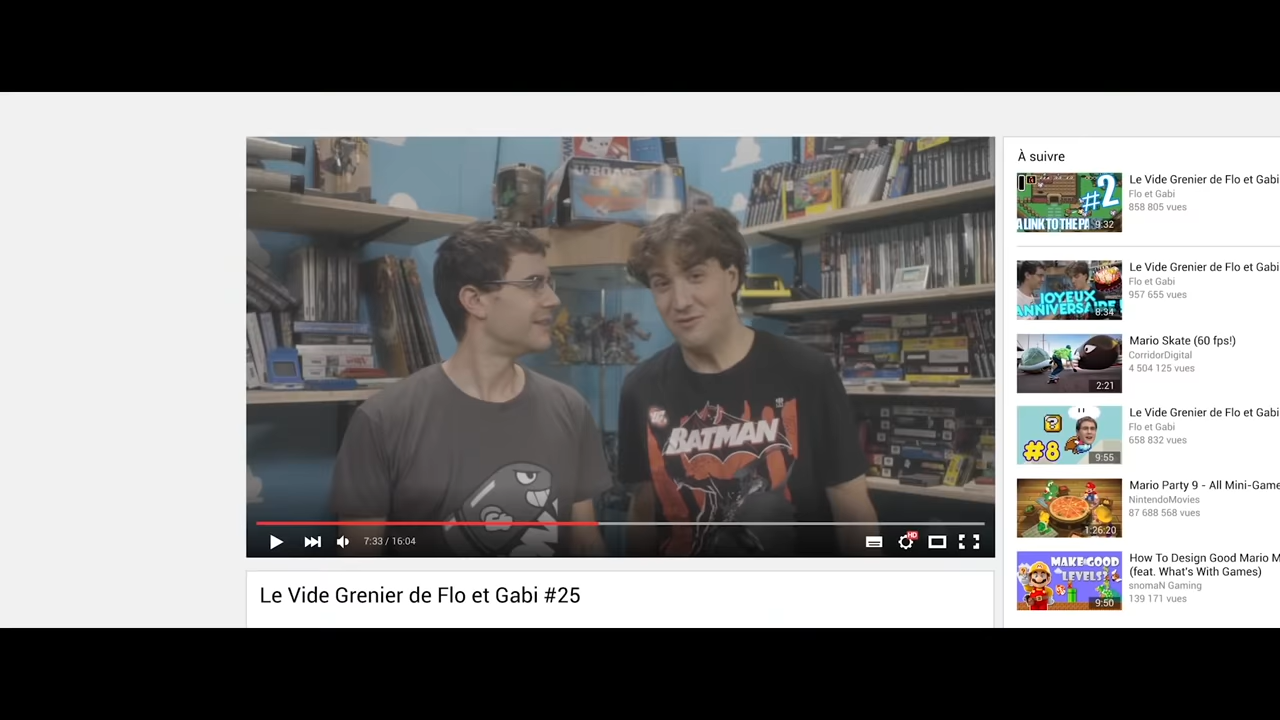 U-BOAT
BATMAN
7:33 / 16:04
HD
Le Vide Grenier de Flo et Gabi #25
À suivre
#2
A LINK TO THE PA
9:32
Le Vide Grenier de Flo et Gabi
Flo et Gabi
858 805 vues
JOYEUX
ANNIVERSAIRE !
8:34
Le Vide Grenier de Flo et Gabi
Flo et Gabi
957 655 vues
2:21
Mario Skate (60 fps!)
CorridorDigital
4 504 125 vues
?
#8
9:55
Le Vide Grenier de Flo et Gabi
Flo et Gabi
658 832 vues
1:26:20
Mario Party 9 - All Mini-Game
NintendoMovies
87 688 568 vues
MAKE GOOD
LEVELS?
9:50
How To Design Good Mario M
(feat. What's With Games)
snomaN Gaming
139 171 vues